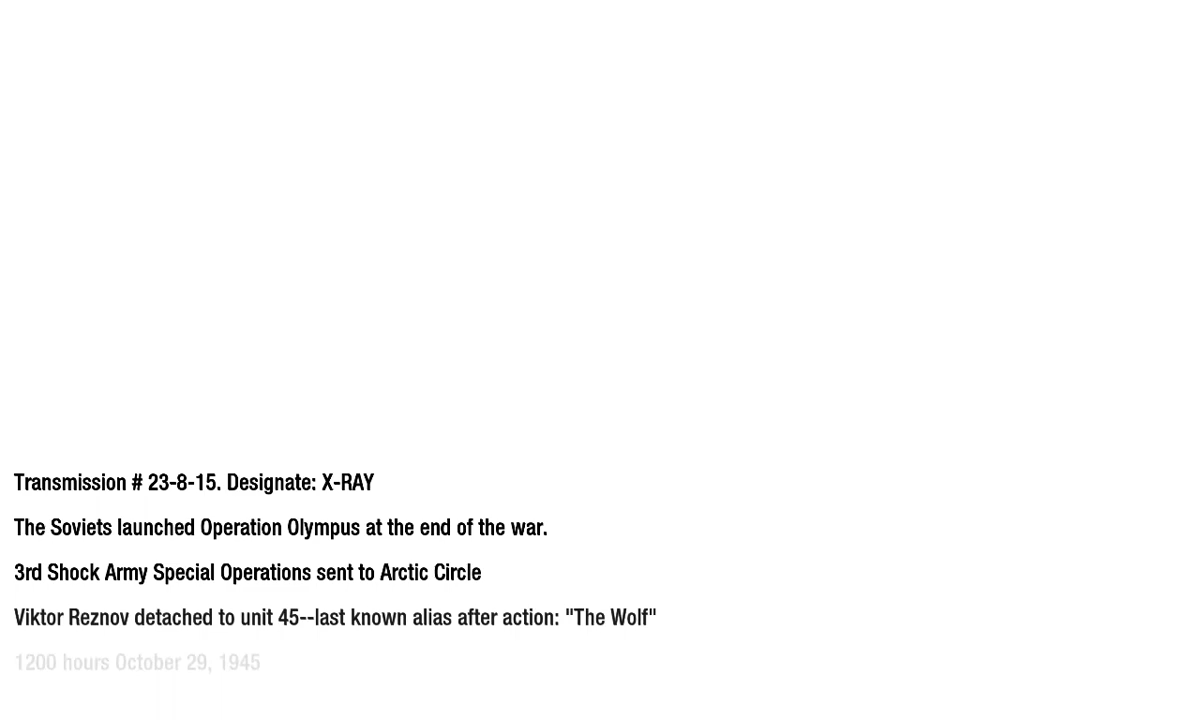 Transmission # 23-8-15. Designate: X-RAY
The Soviets launched Operation Olympus at the end of the war.
3rd Shock Army Special Operations sent to Arctic Circle
Viktor Reznov detached to unit 45--last known alias after action: "The Wolf"
1200 hours October 29, 1945